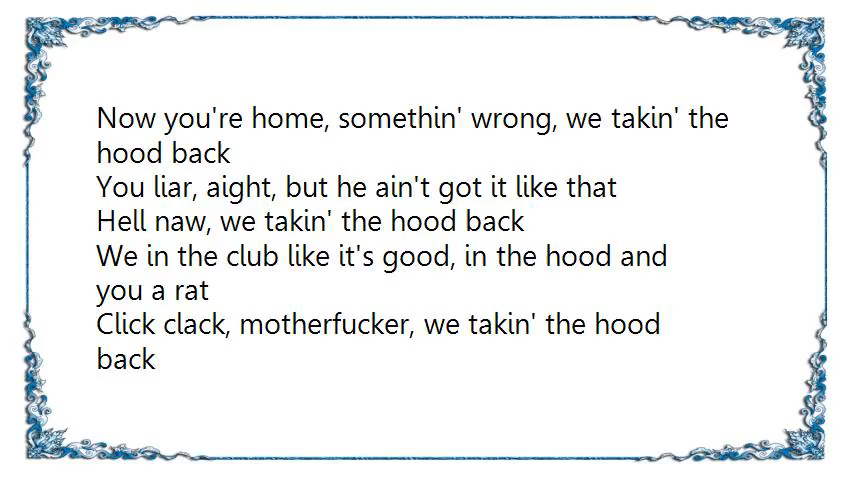 Now you're home, somethin' wrong, we takin' the
hood back
You liar, aight, but he ain't got it like that
Hell naw, we takin' the hood back
We in the club like it's good, in the hood and
you a rat
Click clack, motherfucker, we takin' the hood
back